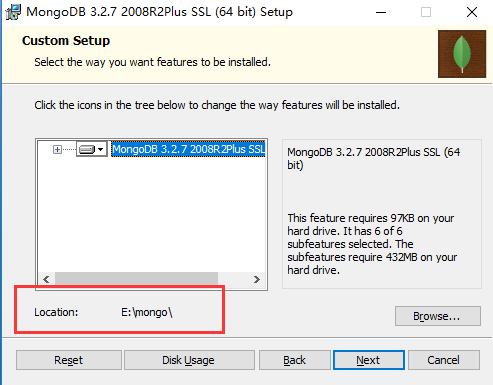 MongoDB 3.2.7 2008R2Plus SSL (64 bit) Setup
Custom Setup
Select the way you want features to be installed.
Click the icons in the tree below to change the way features will be installed.
MongoDB 3.2.7 2008R2Plus SSL
MongoDB 3.2.7 2008R2Plus SSL (64
bit)
This feature requires 97KB on your
hard drive. It has 6 of 6
subfeatures selected. The
subfeatures require 432MB on your
hard drive.
Location: E:\mongo\
Browse...
Reset Disk Usage Back Next Cancel